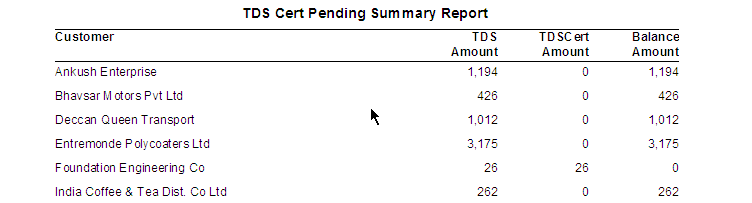 TDS Cert Pending Summary Report
Customer TDS TDSCert Balance
Amount Amount Amount
Ankush Enterprise 1,194 0 1,194
Bhavsar Motors Pvt Ltd 426 0 426
Deccan Queen Transport 1,012 0 1,012
Entremonde Polycoaters Ltd 3,175 0 3,175
Foundation Engineering Co 26 26 0
India Coffee & Tea Dist. Co Ltd 262 0 262